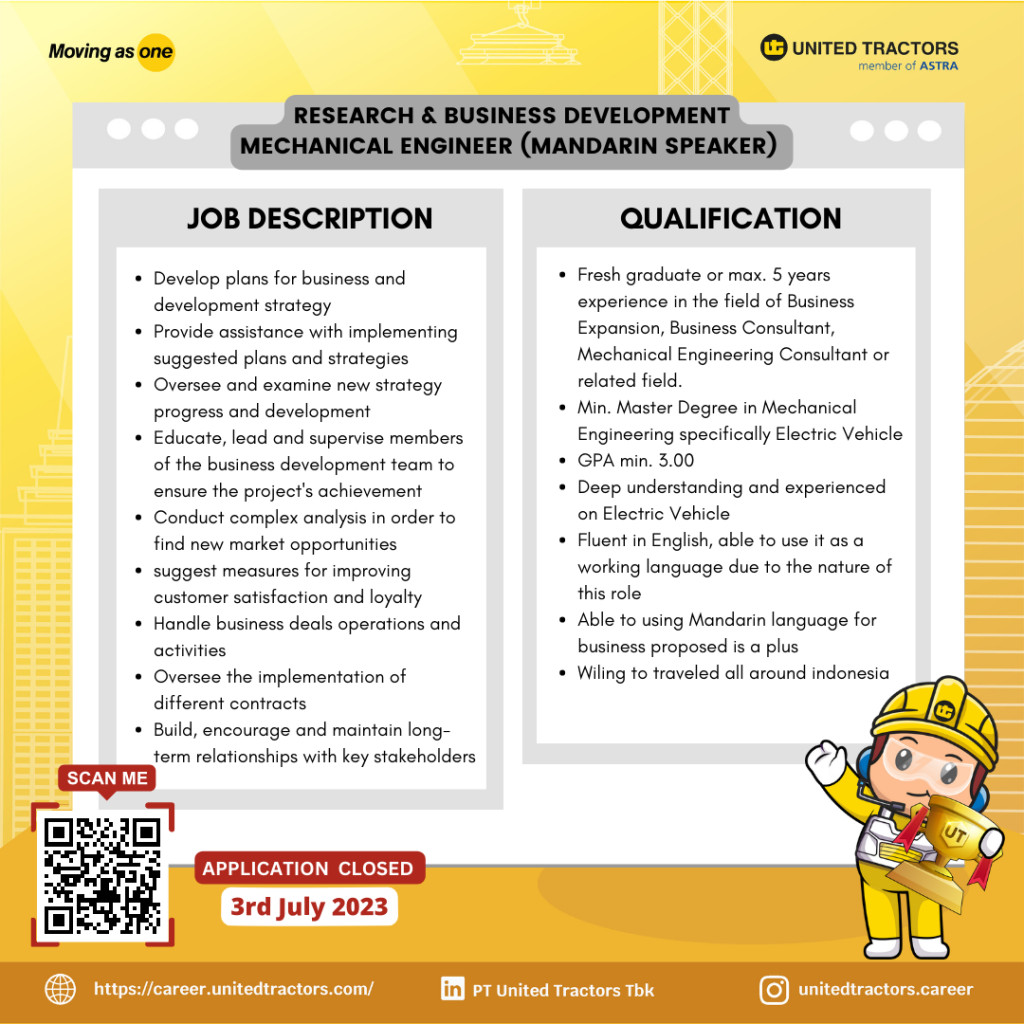 Moving as one
UT UNITED TRACTORS
member of ASTRA
RESEARCH & BUSINESS DEVELOPMENT
MECHANICAL ENGINEER (MANDARIN SPEAKER)
JOB DESCRIPTION
• Develop plans for business and
development strategy
• Provide assistance with implementing
suggested plans and strategies
• Oversee and examine new strategy
progress and development
• Educate, lead and supervise members
of the business development team to
ensure the project's achievement
• Conduct complex analysis in order to
find new market opportunities
• suggest measures for improving
customer satisfaction and loyalty
• Handle business deals operations and
activities
• Oversee the implementation of
different contracts
• Build, encourage and maintain long-
term relationships with key stakeholders
QUALIFICATION
• Fresh graduate or max. 5 years
experience in the field of Business
Expansion, Business Consultant,
Mechanical Engineering Consultant or
related field.
• Min. Master Degree in Mechanical
Engineering specifically Electric Vehicle
• GPA min. 3.00
• Deep understanding and experienced
on Electric Vehicle
• Fluent in English, able to use it as a
working language due to the nature of
this role
• Able to using Mandarin language for
business proposed is a plus
• Wiling to traveled all around indonesia
UT
UT
SCAN ME
APPLICATION CLOSED
3rd July 2023
https://career.unitedtractors.com/
in PT United Tractors Tbk
unitedtractors.career